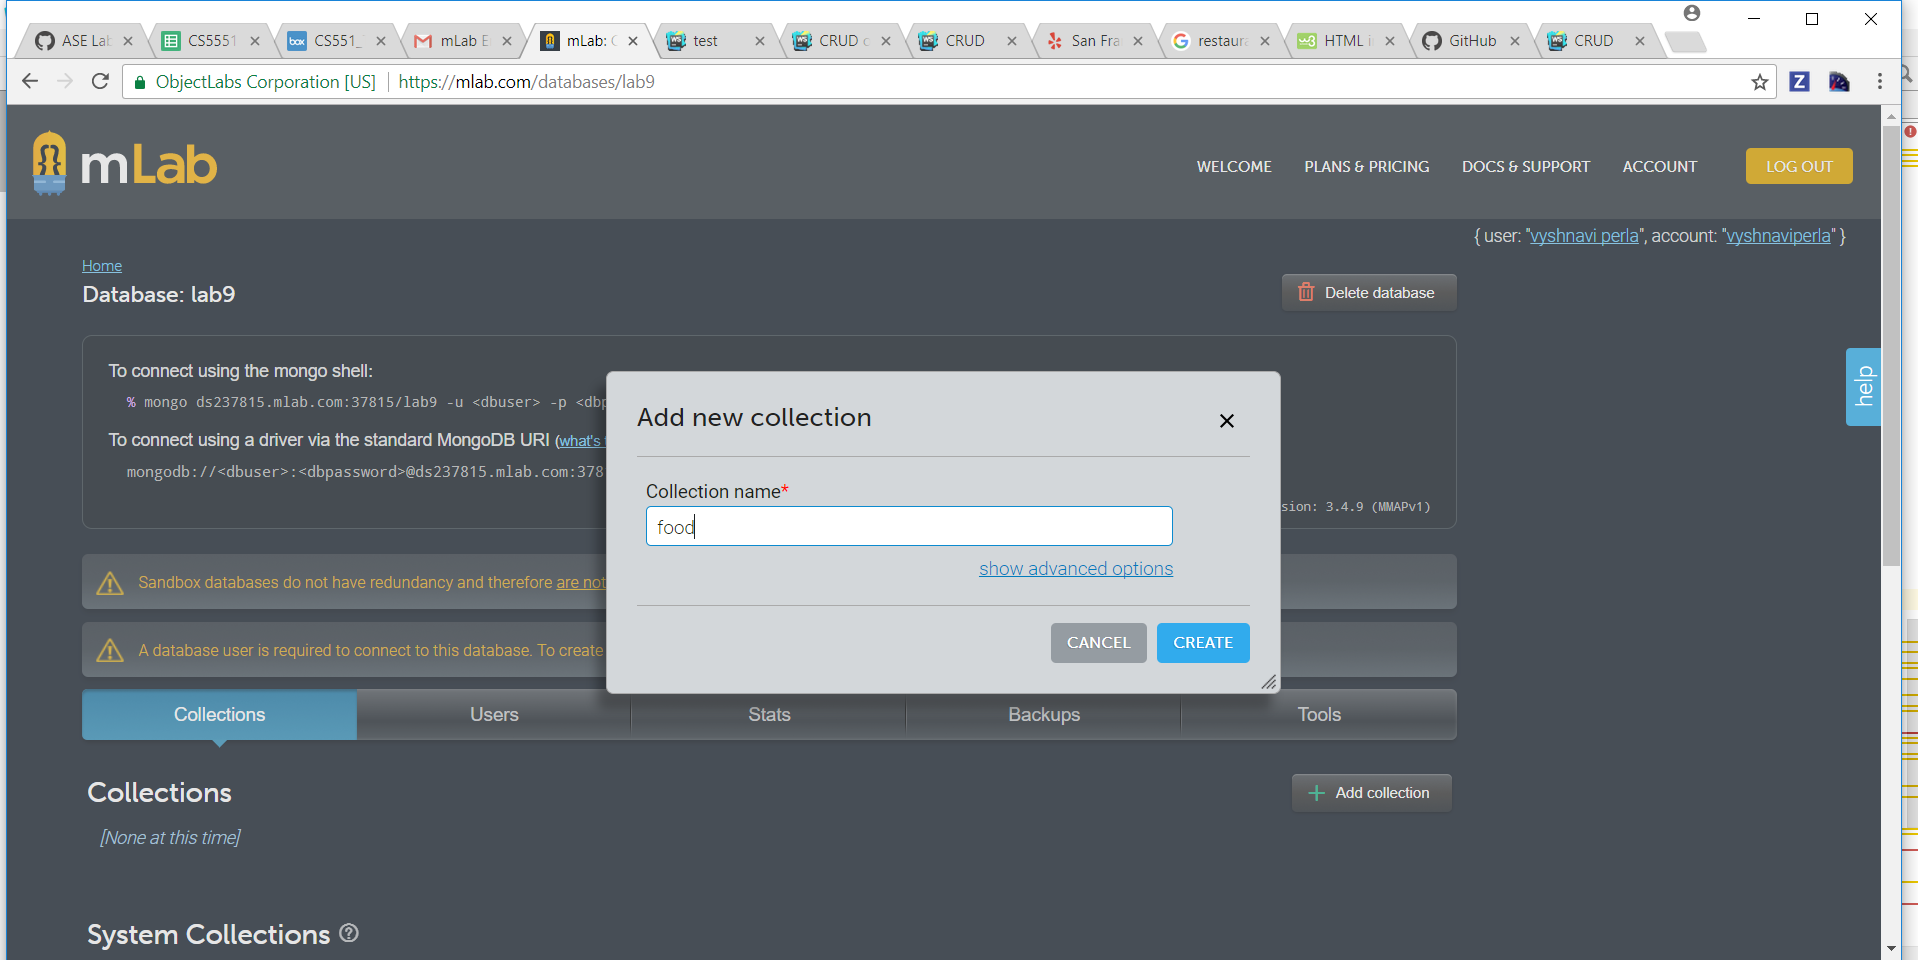 ASE Lab
CS5551
CS551_
mLab E
mLab: C
test
CRUD o
CRUD
San Fra
restaura
HTML i
GitHub
CRUD
ObjectLabs Corporation [US]
https://mlab.com/databases/lab9
Z
mLab
WELCOME
PLANS & PRICING
DOCS & SUPPORT
ACCOUNT
LOG OUT
{ user: "vyshnavi perla", account: "vyshnaviperla" }
Home
Database: lab9
Delete database
To connect using the mongo shell:
% mongo ds237815.mlab.com:37815/lab9 -u <dbuser> -p <dbp
To connect using a driver via the standard MongoDB URI (what's
mongodb://<dbuser>:<dbpassword>@ds237815.mlab.com:378
sion: 3.4.9 (MMAPv1)
help
Add new collection
Collection name*
food
show advanced options
CANCEL
CREATE
Sandbox databases do not have redundancy and therefore are not
A database user is required to connect to this database. To create
Collections
Users
Stats
Backups
Tools
Collections
Add collection
[None at this time]
System Collections